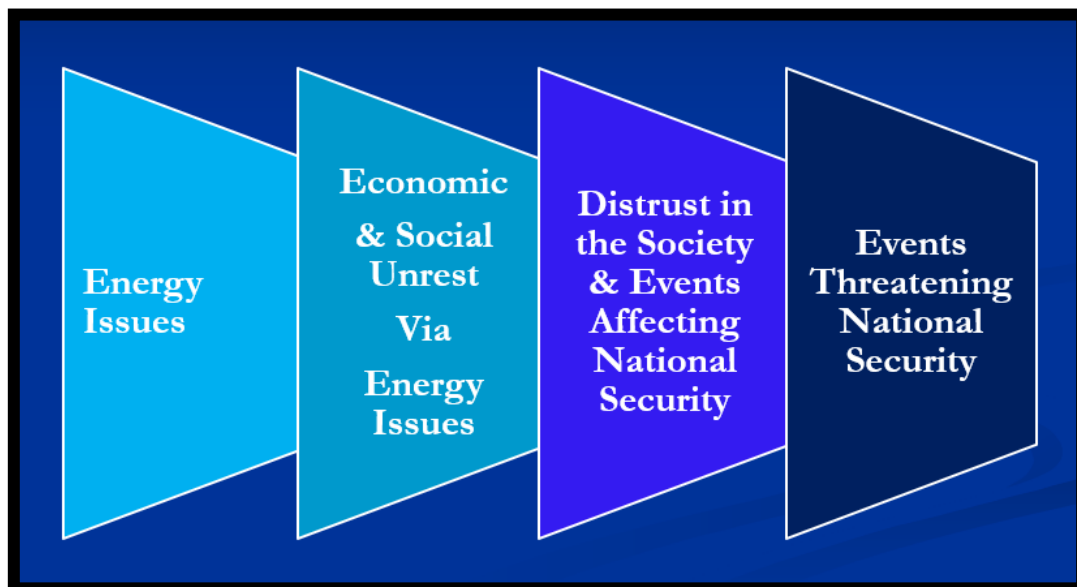 Energy
Issues
Economic
& Social
Unrest
Via
Energy
Issues
Distrust in
the Society
& Events
Affecting
National
Security
Events
Threatening
National
Security